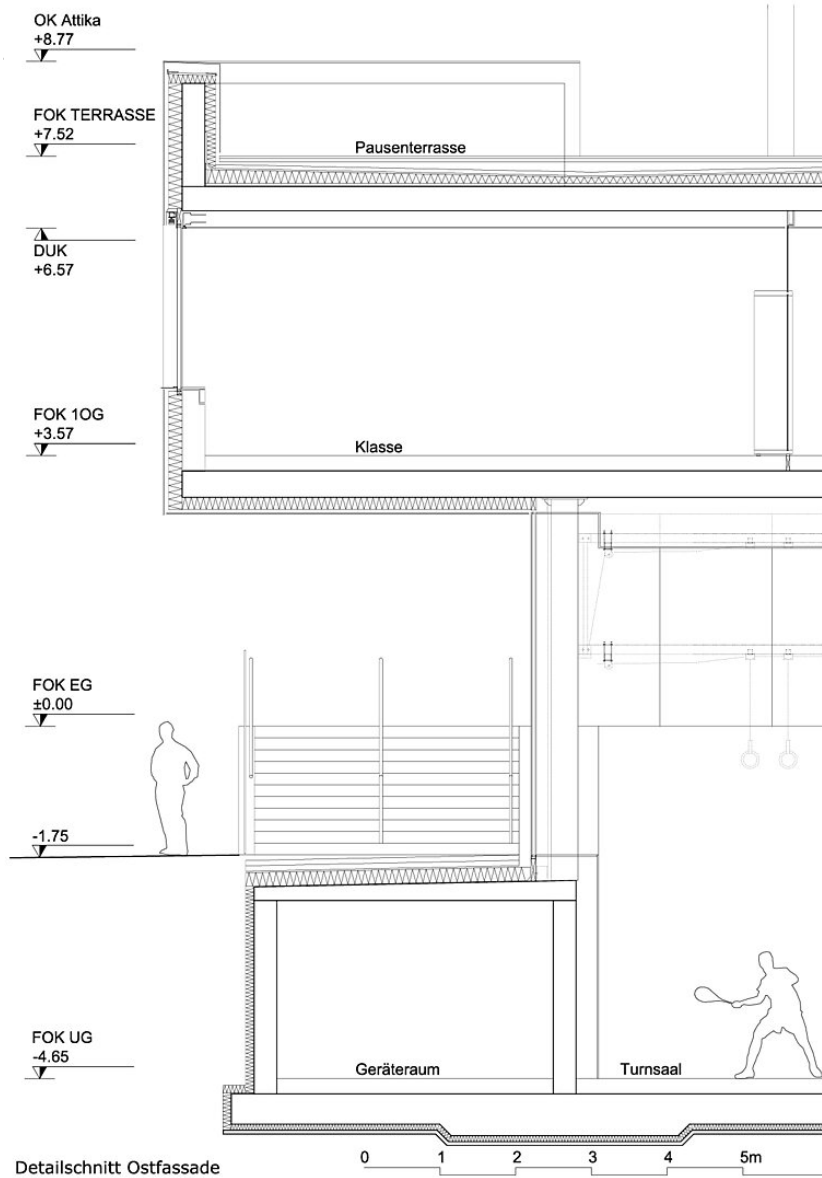 OK Attika
+8.77
FOK TERRASSE
+7.52
Pausenterrasse
DUK
+6.57
FOK 1OG
+3.57
Klasse
FOK EG
±0.00
-1.75
FOK UG
-4.65
Geräteraum
Turnsaal
Detailschnitt Ostfassade
0 1 2 3 4 5m